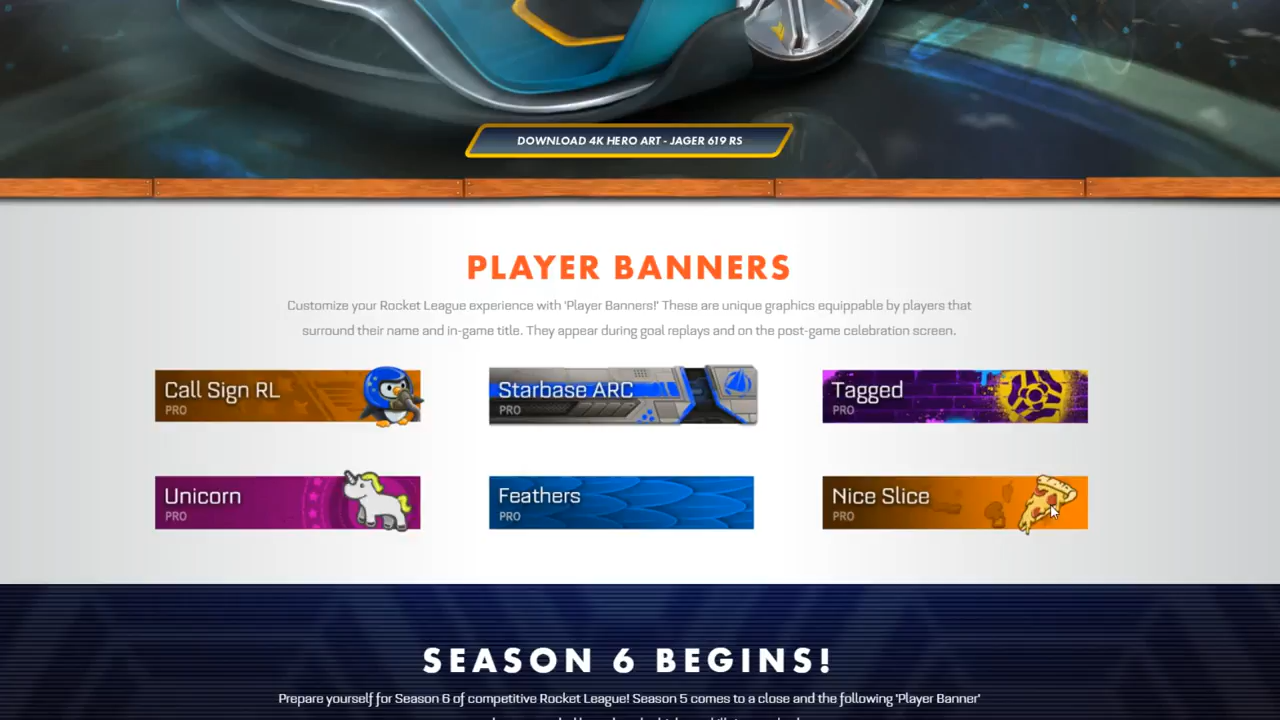 DOWNLOAD 4K HERO ART - JAGER 619 RS
PLAYER BANNERS
Customize your Rocket League experience with 'Player Banners!' These are unique graphics equippable by players that
surround their name and in-game title. They appear during goal replays and on the post-game celebration screen.
Call Sign RL
PRO
Starbase ARC
PRO
Tagged
PRO
Unicorn
PRO
Feathers
PRO
Nice Slice
PRO
SEASON 6 BEGINS!
Prepare yourself for Season 6 of competitive Rocket League! Season 5 comes to a close and the following 'Player Banner'